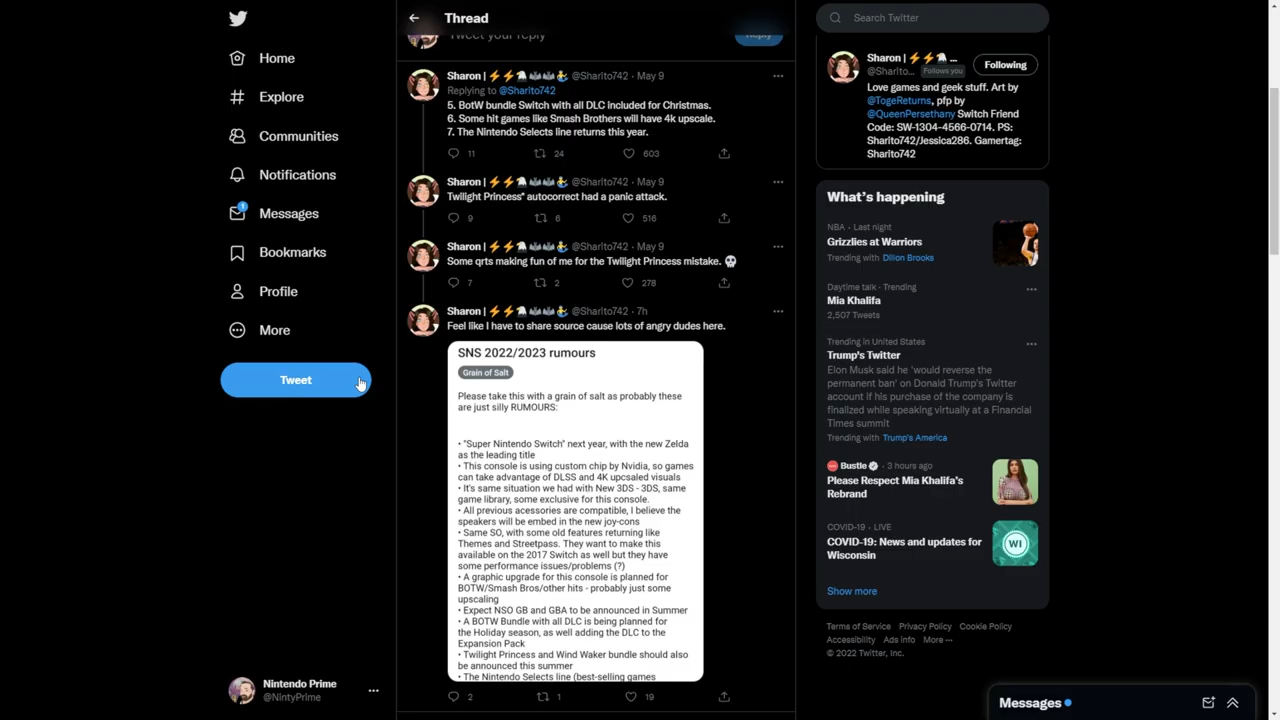 Home
Explore
Communities
Notifications
1
Messages
Bookmarks
Profile
More
Tweet
Nintendo Prime
@NintyPrime
Thread
Tweet your reply
Reply
Sharon | @Sharito742 · May 9
Replying to @Sharito742
5. BotW bundle Switch with all DLC included for Christmas.
6. Some hit games like Smash Brothers will have 4k upscale.
7. The Nintendo Selects line returns this year.
11 24 603
Sharon | @Sharito742 · May 9
Twilight Princess* autocorrect had a panic attack.
9 6 516
Sharon | @Sharito742 · May 9
Some qrts making fun of me for the Twilight Princess mistake.
7 2 278
Sharon | @Sharito742 · 7h
Feel like I have to share source cause lots of angry dudes here.
SNS 2022/2023 rumours
Grain of Salt
Please take this with a grain of salt as probably these
are just silly RUMOURS:
• "Super Nintendo Switch" next year, with the new Zelda
as the leading title
• This console is using custom chip by Nvidia, so games
can take advantage of DLSS and 4K upcsaled visuals
• It's same situation we had with New 3DS - 3DS, same
game library, some exclusive for this console.
• All previous acessories are compatible, I believe the
speakers will be embed in the new joy-cons
• Same SO, with some old features returning like
Themes and Streetpass. They want to make this
available on the 2017 Switch as well but they have
some performance issues/problems (?)
• A graphic upgrade for this console is planned for
BOTW/Smash Bros/other hits - probably just some
upscaling
• Expect NSO GB and GBA to be announced in Summer
• A BOTW Bundle with all DLC is being planned for
the Holiday season, as well adding the DLC to the
Expansion Pack
• Twilight Princess and Wind Waker bundle should also
be announced this summer
• The Nintendo Selects line (best-selling games
2 1 19
Search Twitter
Sharon | ...
@Sharito... Follows you
Following
Love games and geek stuff. Art by
@TogeReturns, pfp by
@QueenPersethany Switch Friend
Code: SW-1304-4566-0714. PS:
Sharito742/Jessica286. Gamertag:
Sharito742
What's happening
NBA · Last night
Grizzlies at Warriors
Trending with Dillon Brooks
Daytime talk · Trending
Mia Khalifa
2,507 Tweets
Trending in United States
Trump's Twitter
Elon Musk said he 'would reverse the
permanent ban' on Donald Trump's Twitter
account if his purchase of the company is
finalized while speaking virtually at a Financial
Times summit
Trending with Trump's America
Bustle · 3 hours ago
Please Respect Mia Khalifa's
Rebrand
COVID-19 · LIVE
COVID-19: News and updates for
Wisconsin
WI
Show more
Terms of Service Privacy Policy Cookie Policy
Accessibility Ads info More ···
© 2022 Twitter, Inc.
Messages